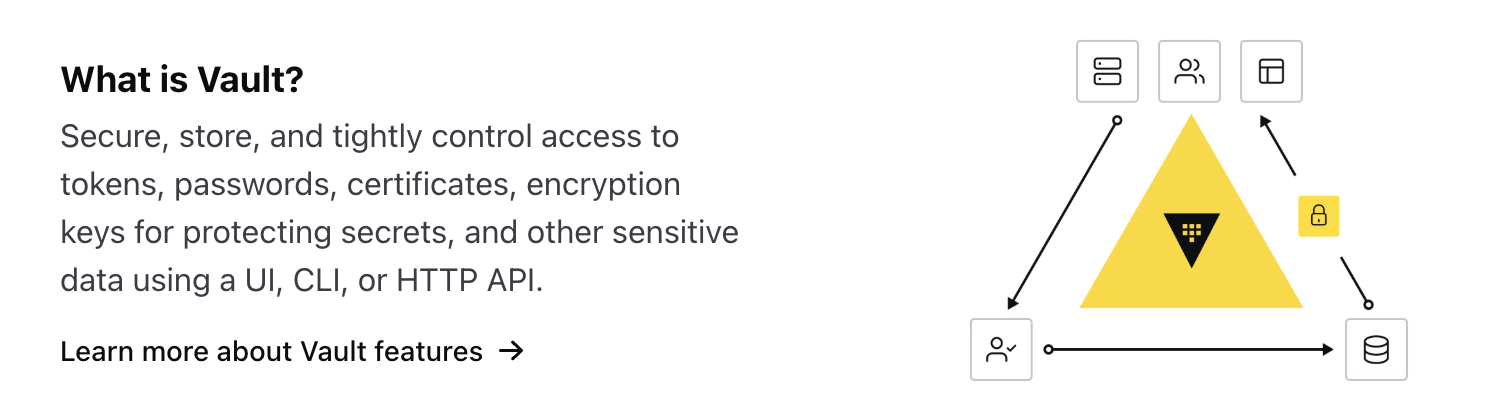 What is Vault?
Secure, store, and tightly control access to
tokens, passwords, certificates, encryption
keys for protecting secrets, and other sensitive
data using a UI, CLI, or HTTP API.
Learn more about Vault features →